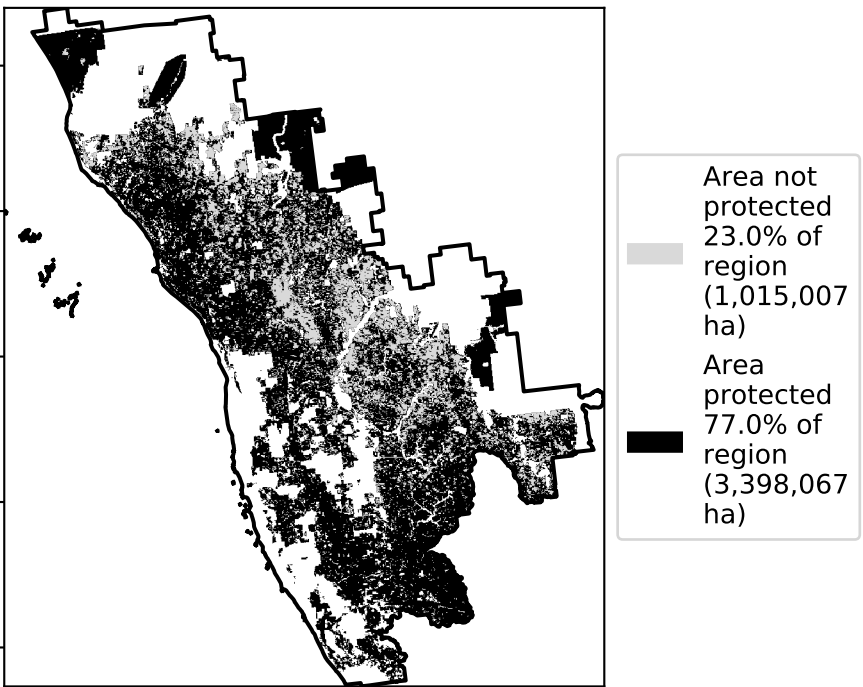 Area not
protected
23.0% of
region
(1,015,007
ha)
Area
protected
77.0% of
region
(3,398,067
ha)